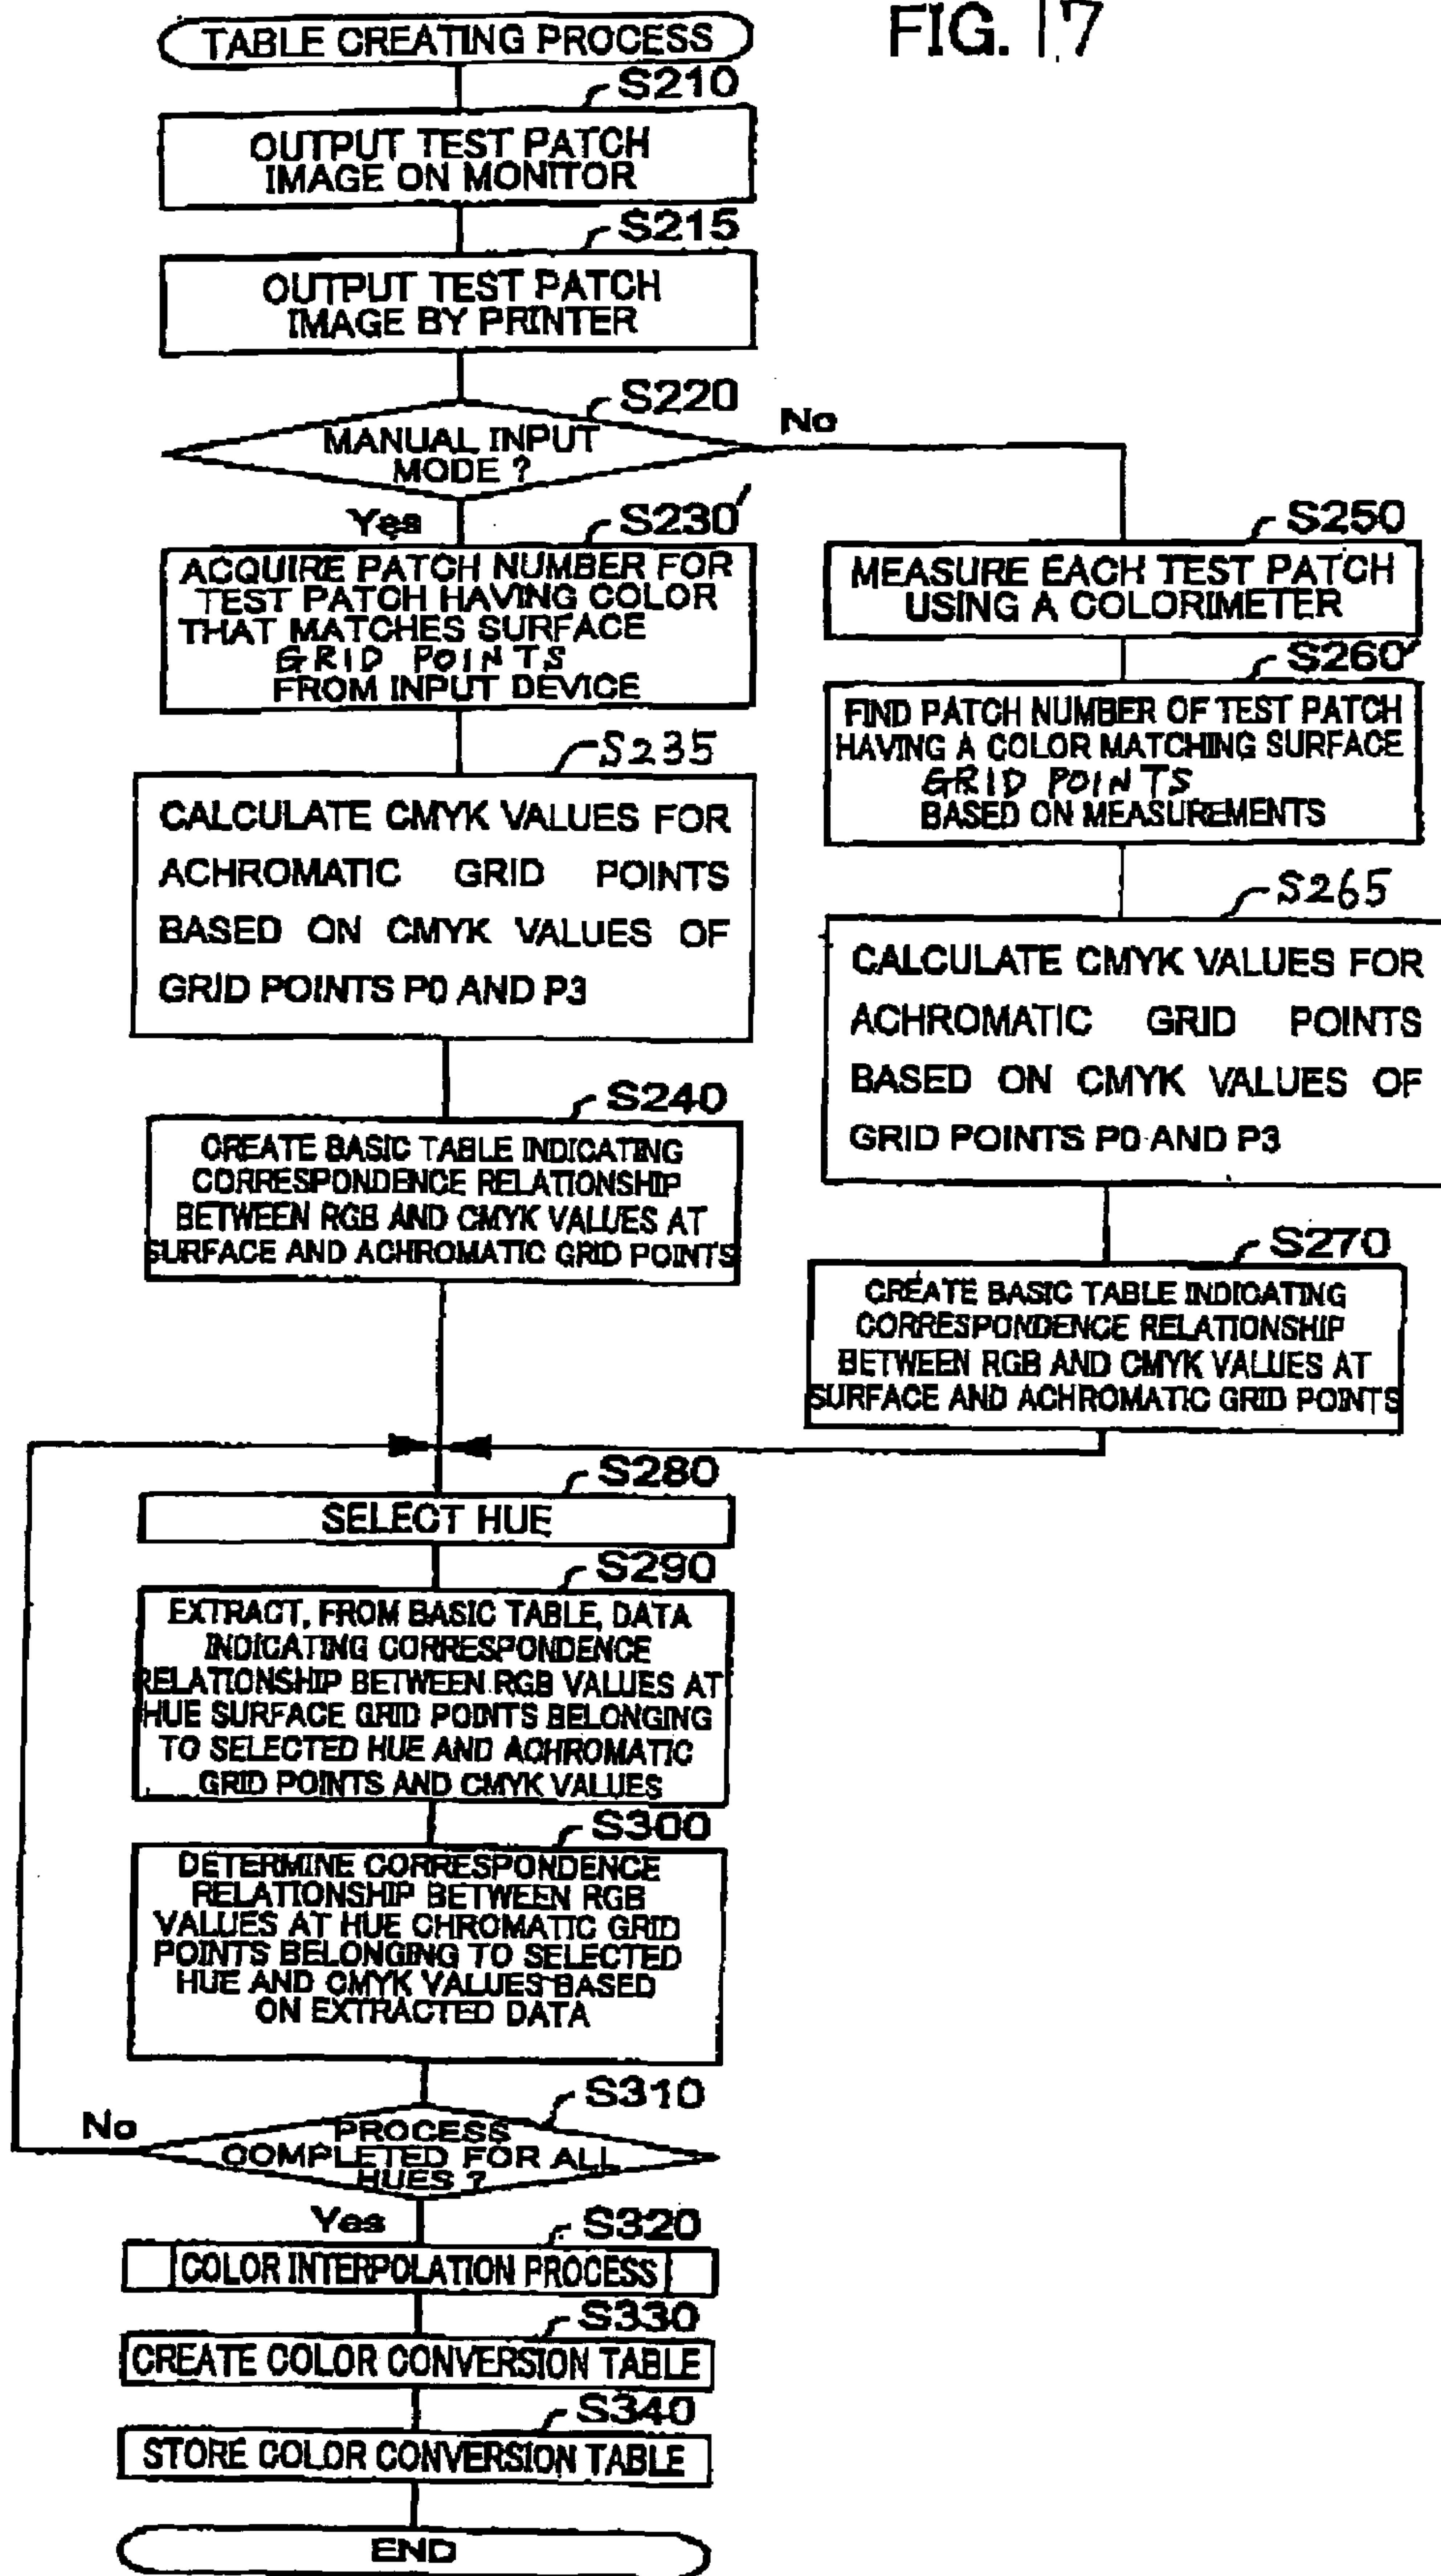 FIG. 17
TABLE CREATING PROCESS
S210
OUTPUT TEST PATCH
IMAGE ON MONITOR
S215
OUTPUT TEST PATCH
IMAGE BY PRINTER
S220
MANUAL INPUT
MODE ?
No
Yes
S230'
ACQUIRE PATCH NUMBER FOR
TEST PATCH HAVING COLOR
THAT MATCHES SURFACE
GRID POINTS
FROM INPUT DEVICE
S235
CALCULATE CMYK VALUES FOR
ACHROMATIC GRID POINTS
BASED ON CMYK VALUES OF
GRID POINTS P0 AND P3
S240
CREATE BASIC TABLE INDICATING
CORRESPONDENCE RELATIONSHIP
BETWEEN RGB AND CMYK VALUES AT
SURFACE AND ACHROMATIC GRID POINTS
S250
MEASURE EACH TEST PATCH
USING A COLORIMETER
S260'
FIND PATCH NUMBER OF TEST PATCH
HAVING A COLOR MATCHING SURFACE
GRID POINTS
BASED ON MEASUREMENTS
S265
CALCULATE CMYK VALUES FOR
ACHROMATIC GRID POINTS
BASED ON CMYK VALUES OF
GRID POINTS P0 AND P3
S270
CREATE BASIC TABLE INDICATING
CORRESPONDENCE RELATIONSHIP
BETWEEN RGB AND CMYK VALUES AT
SURFACE AND ACHROMATIC GRID POINTS
S280
SELECT HUE
S290
EXTRACT, FROM BASIC TABLE, DATA
INDICATING CORRESPONDENCE
RELATIONSHIP BETWEEN RGB VALUES AT
HUE SURFACE GRID POINTS BELONGING
TO SELECTED HUE AND ACHROMATIC
GRID POINTS AND CMYK VALUES
S300
DETERMINE CORRESPONDENCE
RELATIONSHIP BETWEEN RGB
VALUES AT HUE CHROMATIC GRID
POINTS BELONGING TO SELECTED
HUE AND CMYK VALUES BASED
ON EXTRACTED DATA
S310
PROCESS
COMPLETED FOR ALL
HUES ?
No
Yes
S320
COLOR INTERPOLATION PROCESS
S330
CREATE COLOR CONVERSION TABLE
S340
STORE COLOR CONVERSION TABLE
END